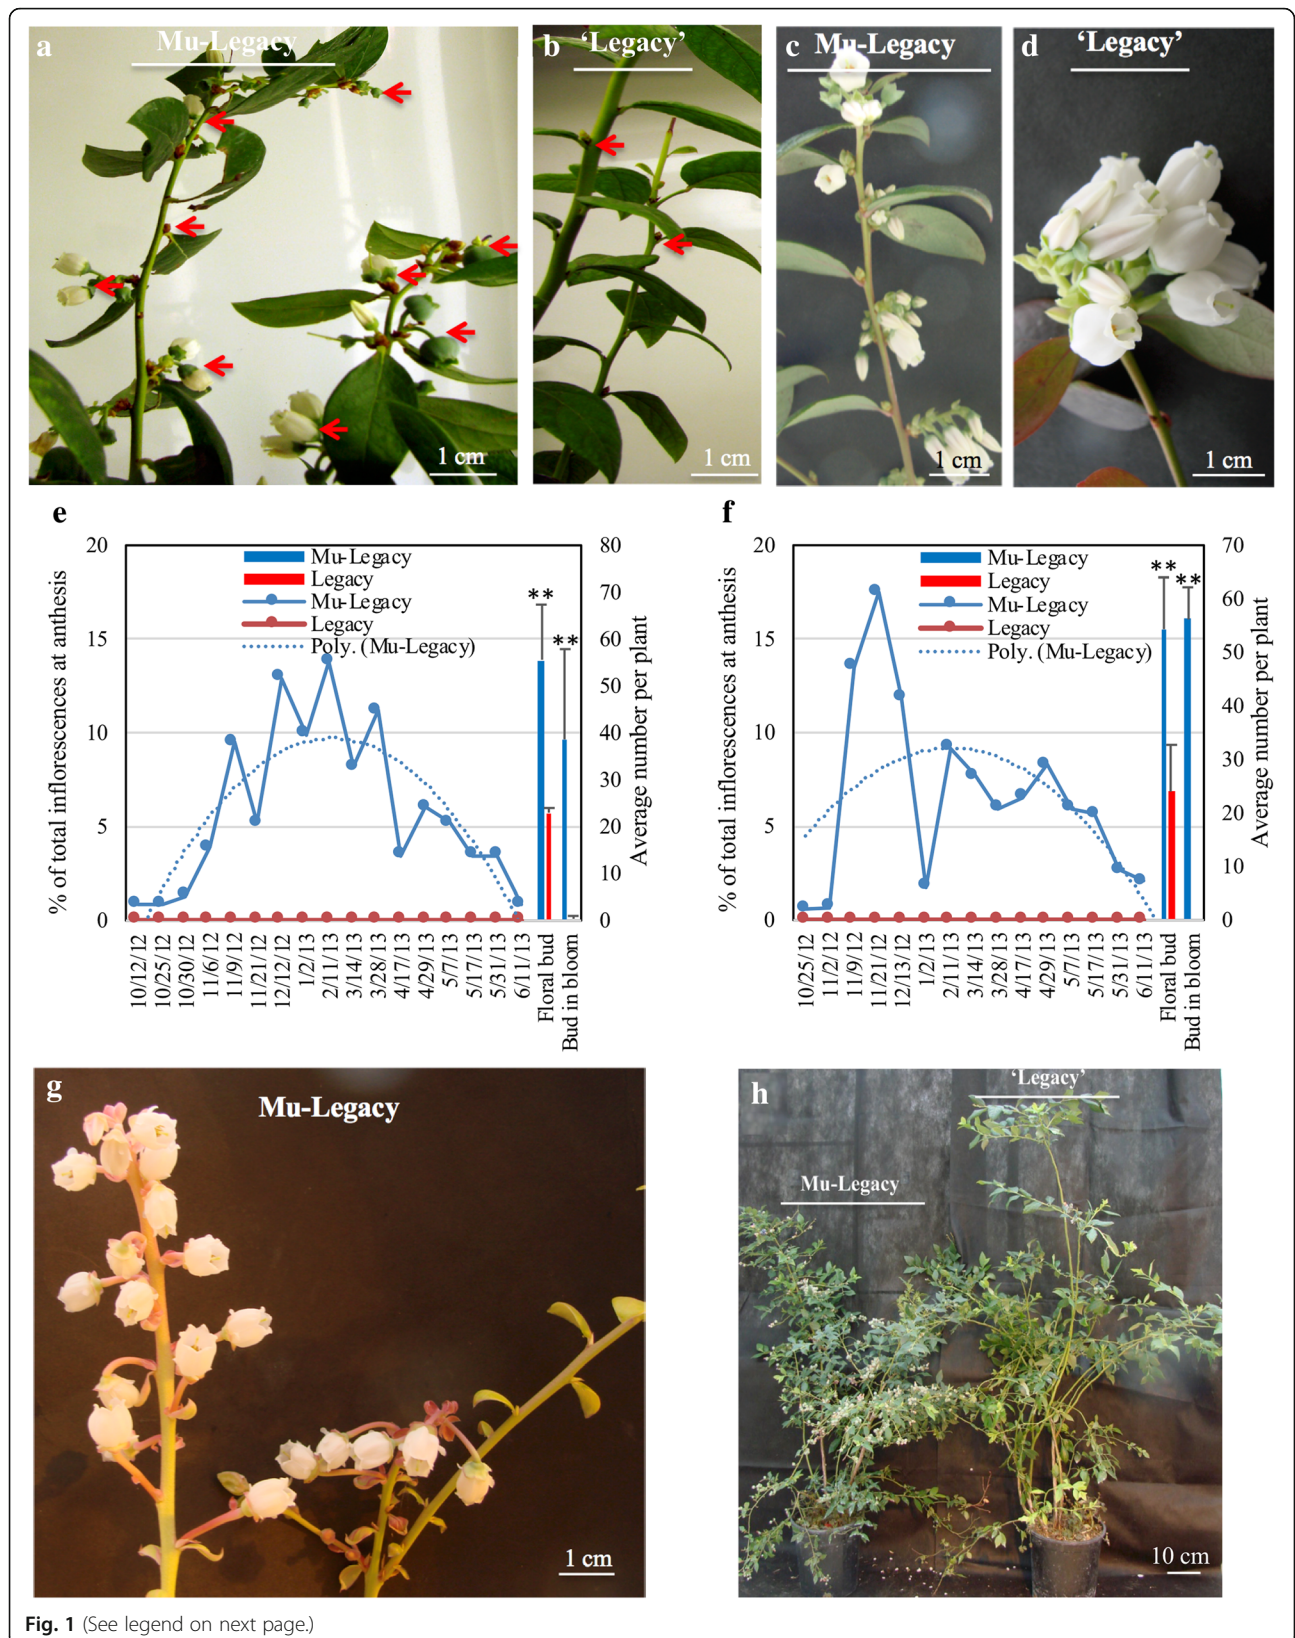 a
Mu-Legacy
1 cm
b
'Legacy'
1 cm
c
Mu-Legacy
1 cm
d
'Legacy'
1 cm
e
% of total inflorescences at anthesis
20
15
10
5
0
Mu-Legacy
Legacy
Mu-Legacy
Legacy
Poly. (Mu-Legacy)
**
**
80
70
60
50
40
30
20
10
0
Average number per plant
10/12/12
10/25/12
10/30/12
11/6/12
11/9/12
11/21/12
12/12/12
1/2/13
2/11/13
3/14/13
3/28/13
4/17/13
4/29/13
5/7/13
5/17/13
5/31/13
6/11/13
Floral bud
Bud in bloom
f
% of total inflorescences at anthesis
20
15
10
5
0
Mu-Legacy
Legacy
Mu-Legacy
Legacy
Poly. (Mu-Legacy)
**
**
70
60
50
40
30
20
10
0
Average number per plant
10/25/12
11/2/12
11/9/12
11/21/12
12/13/12
1/2/13
2/11/13
3/14/13
3/28/13
4/17/13
4/29/13
5/7/13
5/17/13
5/31/13
6/11/13
Floral bud
Bud in bloom
g
Mu-Legacy
1 cm
h
'Legacy'
Mu-Legacy
10 cm
Fig. 1 (See legend on next page.)